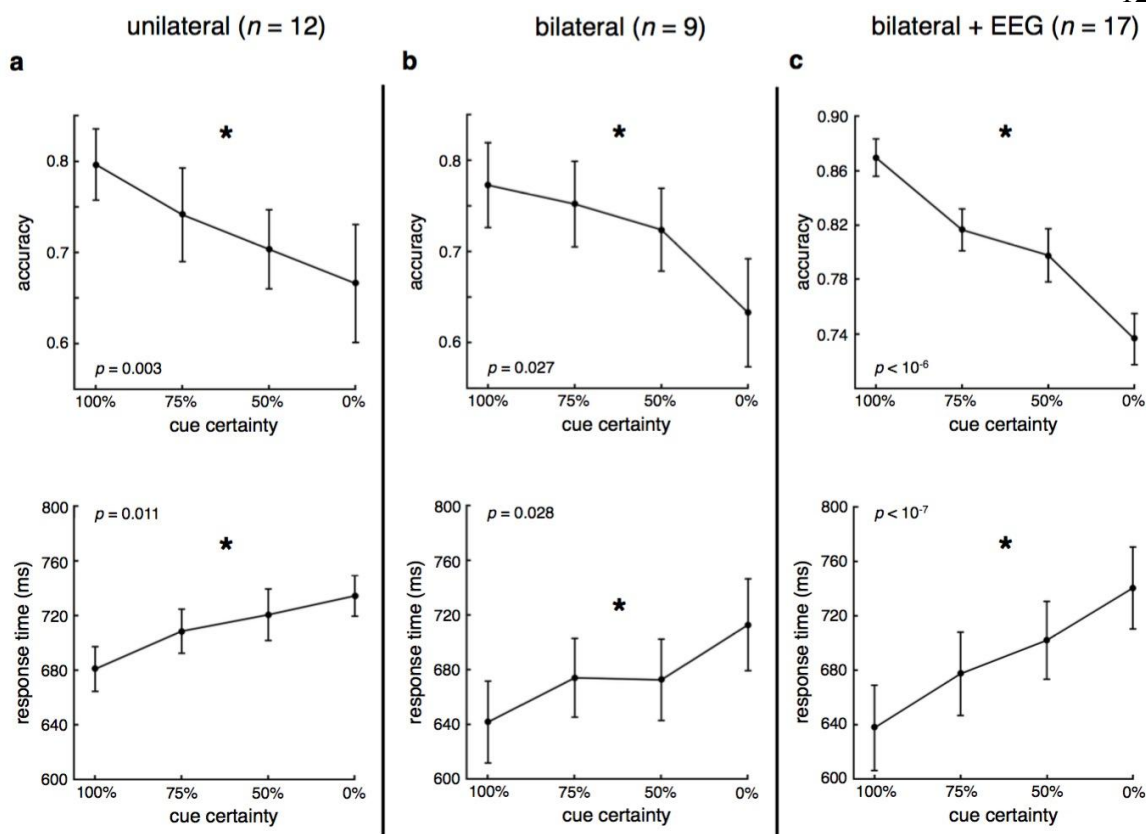 12
unilateral (n = 12)
bilateral (n = 9)
bilateral + EEG (n = 17)
a
*
0.8
0.7
0.6
accuracy
p = 0.003
100% 75% 50% 0%
cue certainty
b
*
0.8
0.7
0.6
accuracy
p = 0.027
100% 75% 50% 0%
cue certainty
c
*
0.90
0.86
0.82
0.78
0.74
accuracy
p < 10-6
100% 75% 50% 0%
cue certainty
800
760
720
680
640
600
response time (ms)
p = 0.011
*
100% 75% 50% 0%
cue certainty
800
760
720
680
640
600
response time (ms)
p = 0.028
*
100% 75% 50% 0%
cue certainty
800
760
720
680
640
600
response time (ms)
p < 10-7
*
100% 75% 50% 0%
cue certainty